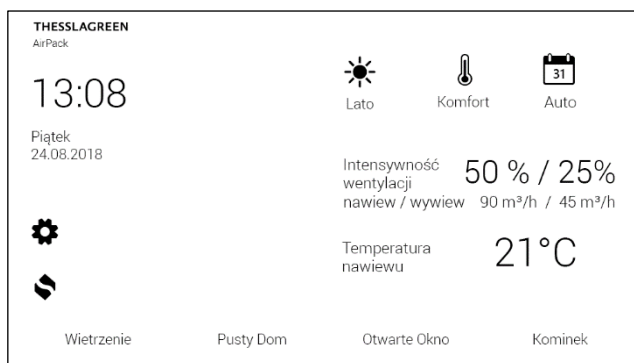 THESSLAGREEN
AirPack
13:08
Piątek
24.08.2018
31
Lato
Komfort
Auto
Intensywność
wentylacji
nawiew / wywiew
50 % / 25%
90 m³/h / 45 m³/h
Temperatura
nawiewu
21°C
Wietrzenie
Pusty Dom
Otwarte Okno
Kominek